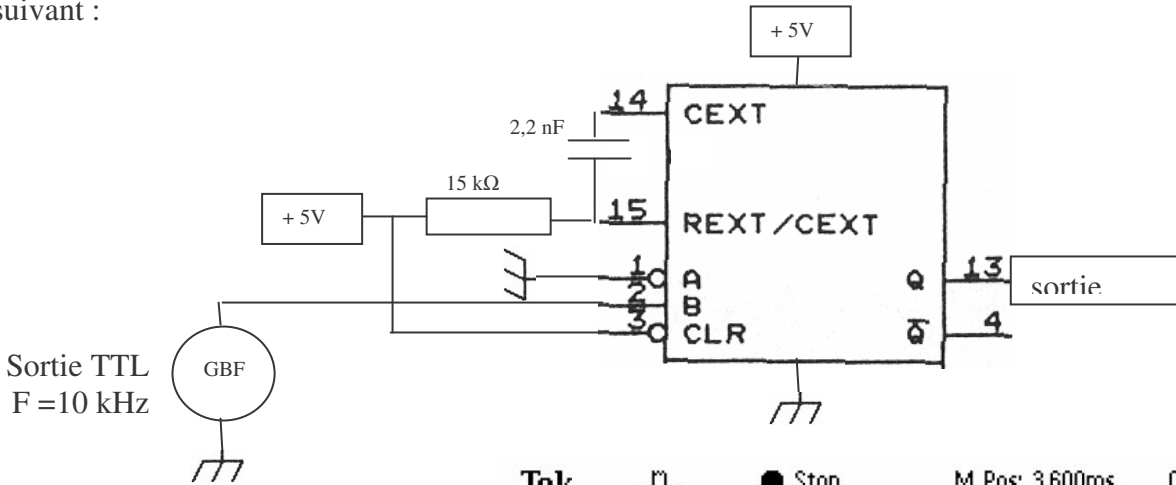 suivant :
+ 5V
14 CEXT
2,2 nF
15 kΩ
+ 5V
15 REXT/CEXT
1 A
Q 13
sortie
2 B
3 CLR
Q̅ 4
Sortie TTL
GBF
F =10 kHz
Tek
Stop
M Pos: 3.600ms